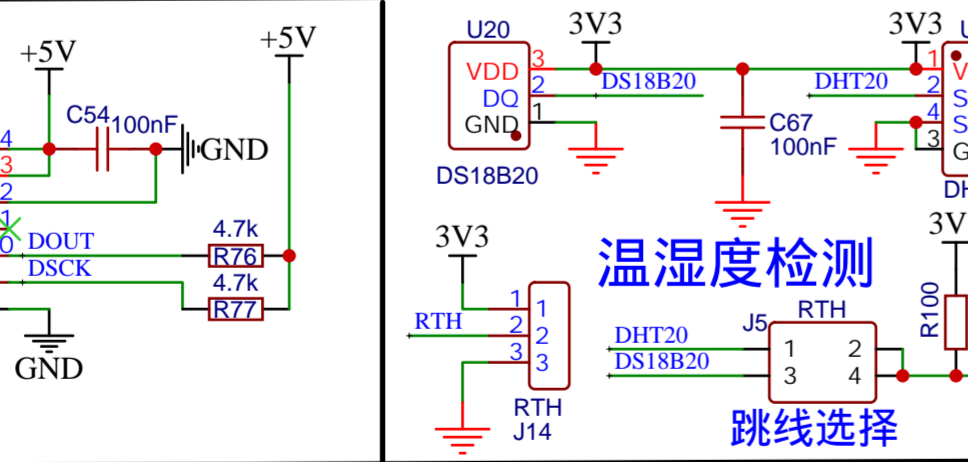 +5V
+5V
C54
100nF
GND
4
3
2
1
0
DOUT
DSCK
4.7k
R76
4.7k
R77
GND
U20
3V3
3V3
VDD
3
DQ
2
GND
1
DS18B20
DS18B20
DHT20
C67
100nF
1
2
4
3
V
S
S
G
DH
3V3
RTH
1
2
3
1
2
3
RTH
J14
温湿度检测
3V
R100
J5
RTH
DHT20
DS18B20
1
2
3
4
跳线选择